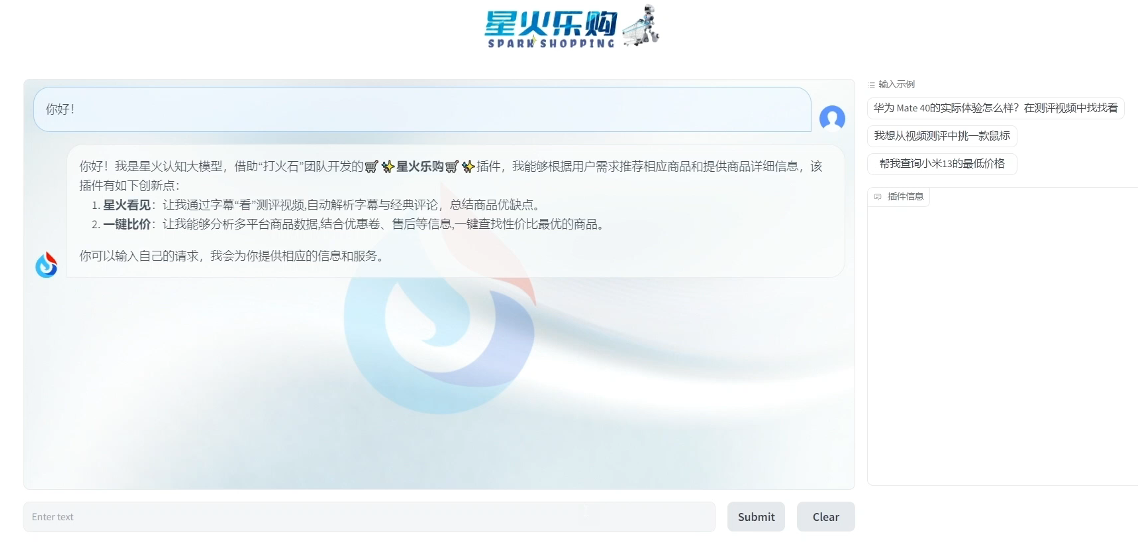 星火乐购
SPARK SHOPPING
你好！
你好！我是星火认知大模型，借助“打火石”团队开发的🛒✨星火乐购🛒✨插件，我能够根据用户需求推荐相应商品和提供商品详细信息，该
插件有如下创新点：
1. 星火看见：让我通过字幕“看”测评视频,自动解析字幕与经典评论，总结商品优缺点。
2. 一键比价：让我能够分析多平台商品数据,结合优惠卷、售后等信息,一键查找性价比最优的商品。
你可以输入自己的请求，我会为你提供相应的信息和服务。
输入示例
华为 Mate 40的实际体验怎么样？在测评视频中找找看
我想从视频测评中挑一款鼠标
帮我查询小米13的最低价格
插件信息
Enter text
Submit
Clear